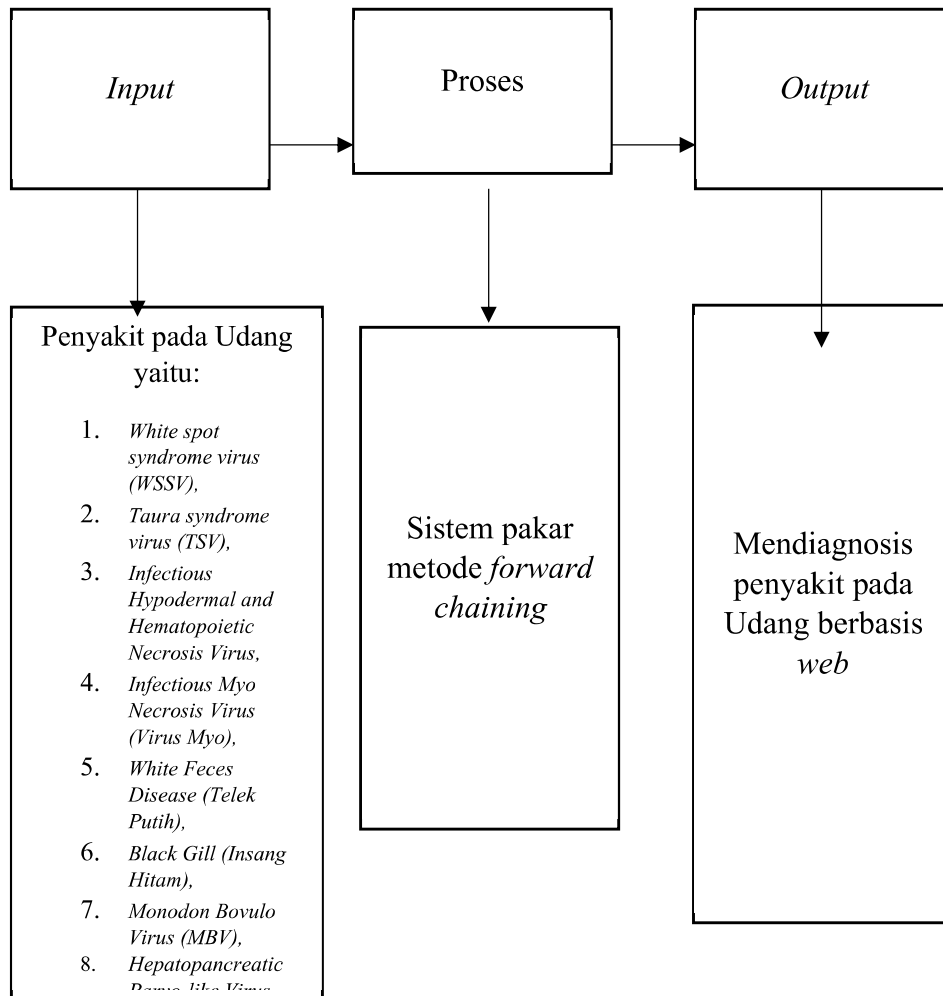 Input
Proses
Output
Penyakit pada Udang
yaitu:
1. White spot
syndrome virus
(WSSV),
2. Taura syndrome
virus (TSV),
3. Infectious
Hypodermal and
Hematopoietic
Necrosis Virus,
4. Infectious Myo
Necrosis Virus
(Virus Myo),
5. White Feces
Disease (Telek
Putih),
6. Black Gill (Insang
Hitam),
7. Monodon Bovulo
Virus (MBV),
8. Hepatopancreatic
Parvo-like Virus
Sistem pakar
metode forward
chaining
Mendiagnosis
penyakit pada
Udang berbasis
web